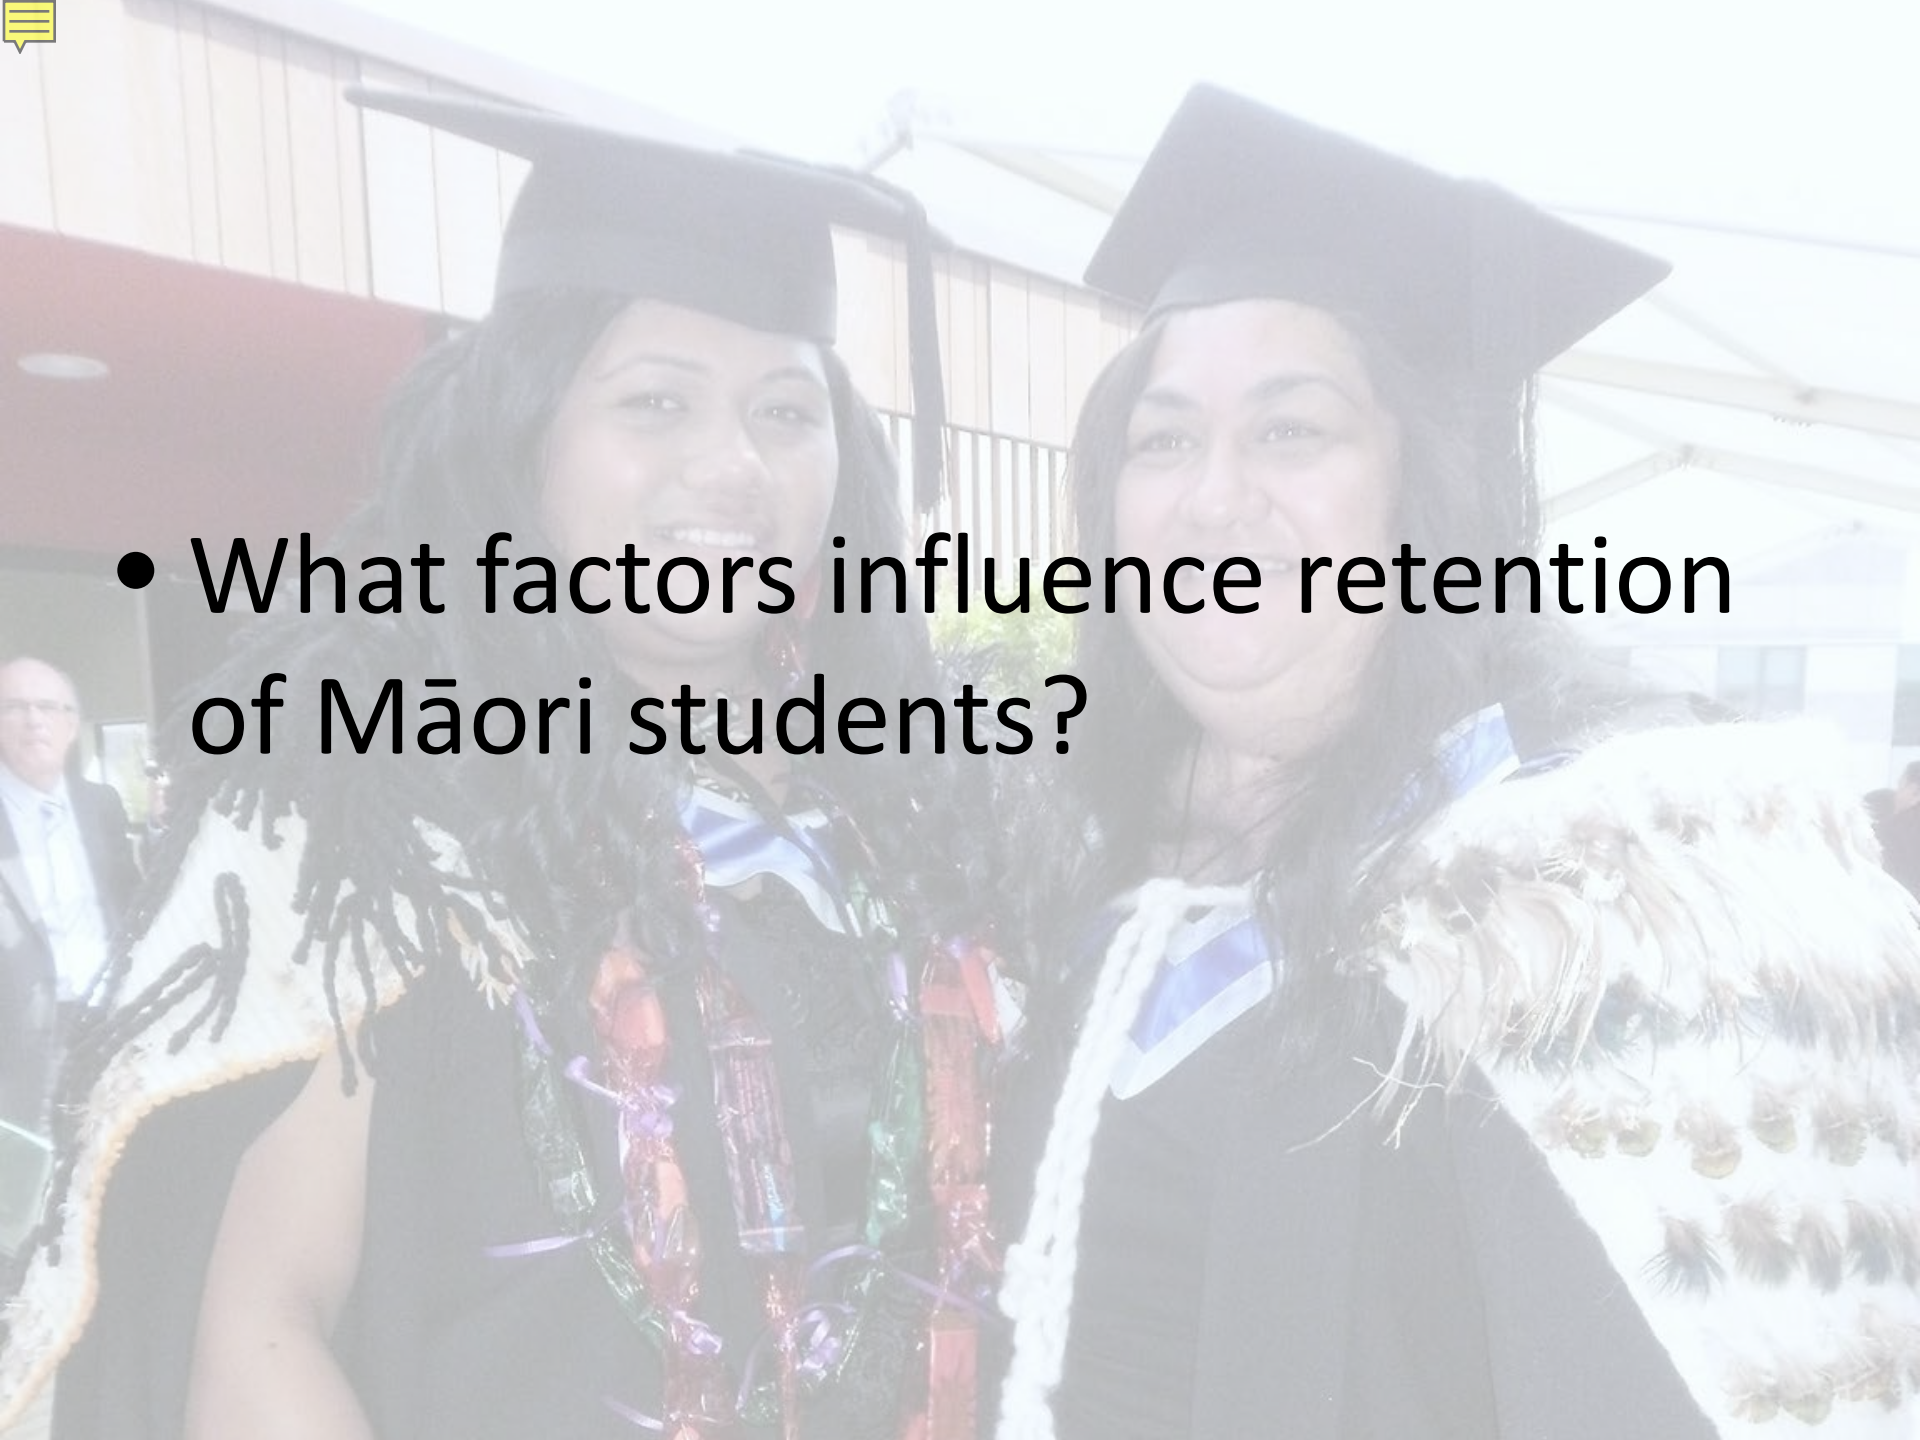 • What factors influence retention
of Māori students?